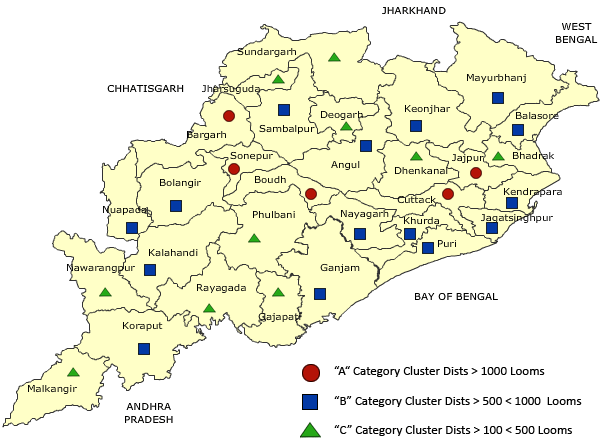 JHARKHAND
WEST
BENGAL
Sundargarh
Mayurbhanj
CHHATISGARH
Jharsuguda
Keonjhar
Deogarh
Balasore
Sambalpur
Bargarh
Sonepur
Jajpur
Bhadrak
Angul
Dhenkanal
Boudh
Bolangir
Kendrapara
Cuttack
Nuapada
Phulbani
Nayagarh
Khurda
Jagatsinghpur
Puri
Kalahandi
Nawarangpur
Ganjam
Rayagada
BAY OF BENGAL
Gajapati
Koraput
“A“ Category Cluster Dists > 1000 Looms
Malkangir
“B” Category Cluster Dists > 500 < 1000 Looms
ANDHRA
PRADESH
“C” Category Cluster Dists > 100 < 500 Looms